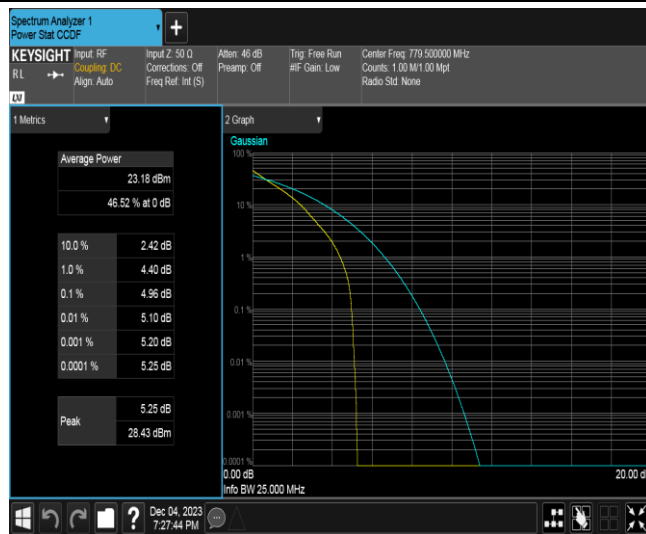 Spectrum Analyzer 1
Power Stat CCDF
+
KEYSIGHT
RL
LXI
Input: RF
Coupling: DC
Align: Auto
Input Z: 50 Ω
Corrections: Off
Freq Ref: Int (S)
Atten: 46 dB
Preamp: Off
Trig: Free Run
#IF Gain: Low
Center Freq: 779.500000 MHz
Counts: 1.00 M/1.00 Mpt
Radio Std: None
1 Metrics
Average Power
23.18 dBm
46.52 % at 0 dB
10.0 % 2.42 dB
1.0 % 4.40 dB
0.1 % 4.96 dB
0.01 % 5.10 dB
0.001 % 5.20 dB
0.0001 % 5.25 dB
Peak
5.25 dB
28.43 dBm
2 Graph
Gaussian
100 %
10 %
1 %
0.1 %
0.01 %
0.001 %
0.0001 %
0.00 dB
20.00 d
Info BW 25.000 MHz
?
Dec 04, 2023
7:27:44 PM